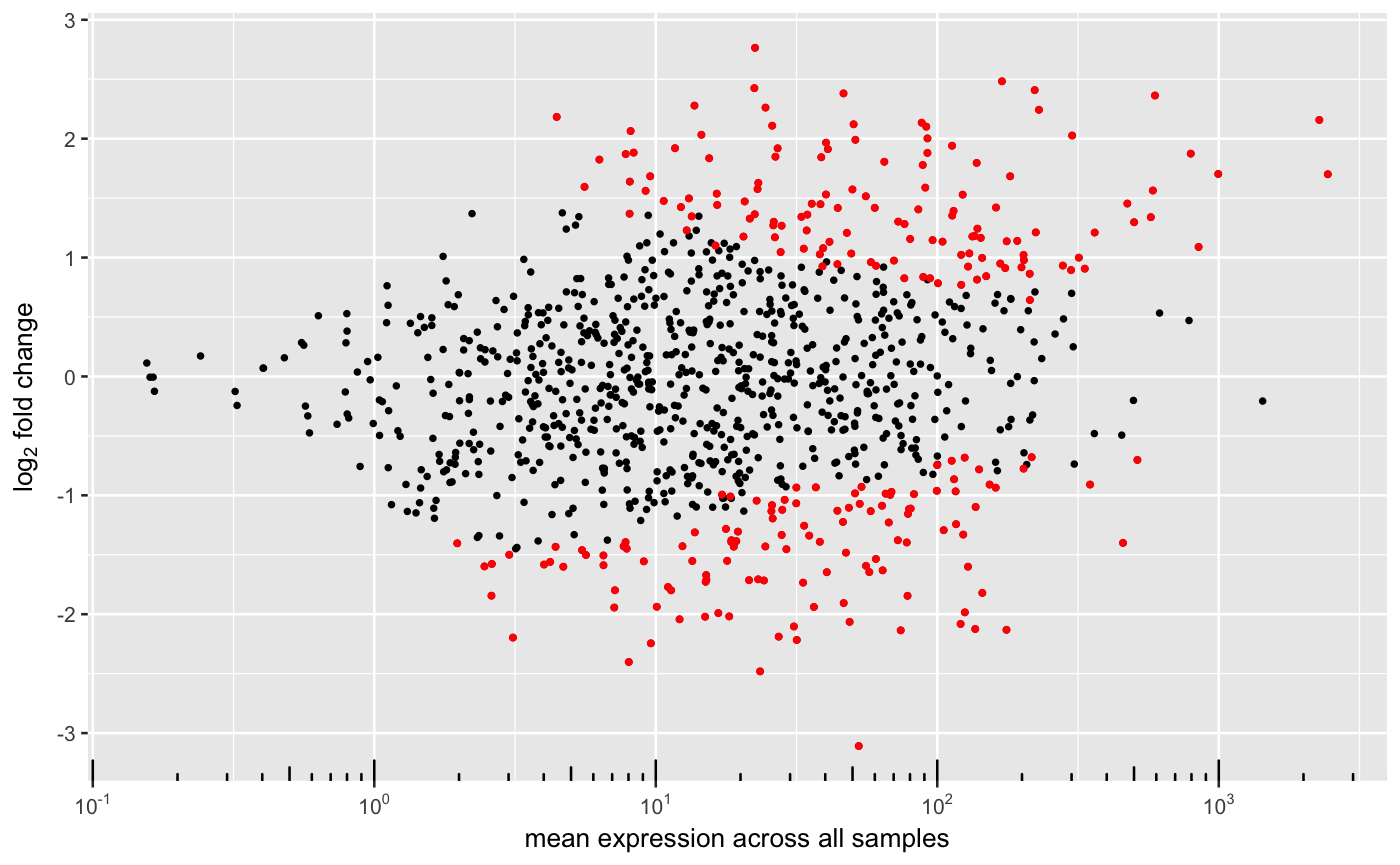 3
2
1
0
-1
-2
-3
log₂ fold change
10⁻¹ 10⁰ 10¹ 10² 10³
mean expression across all samples